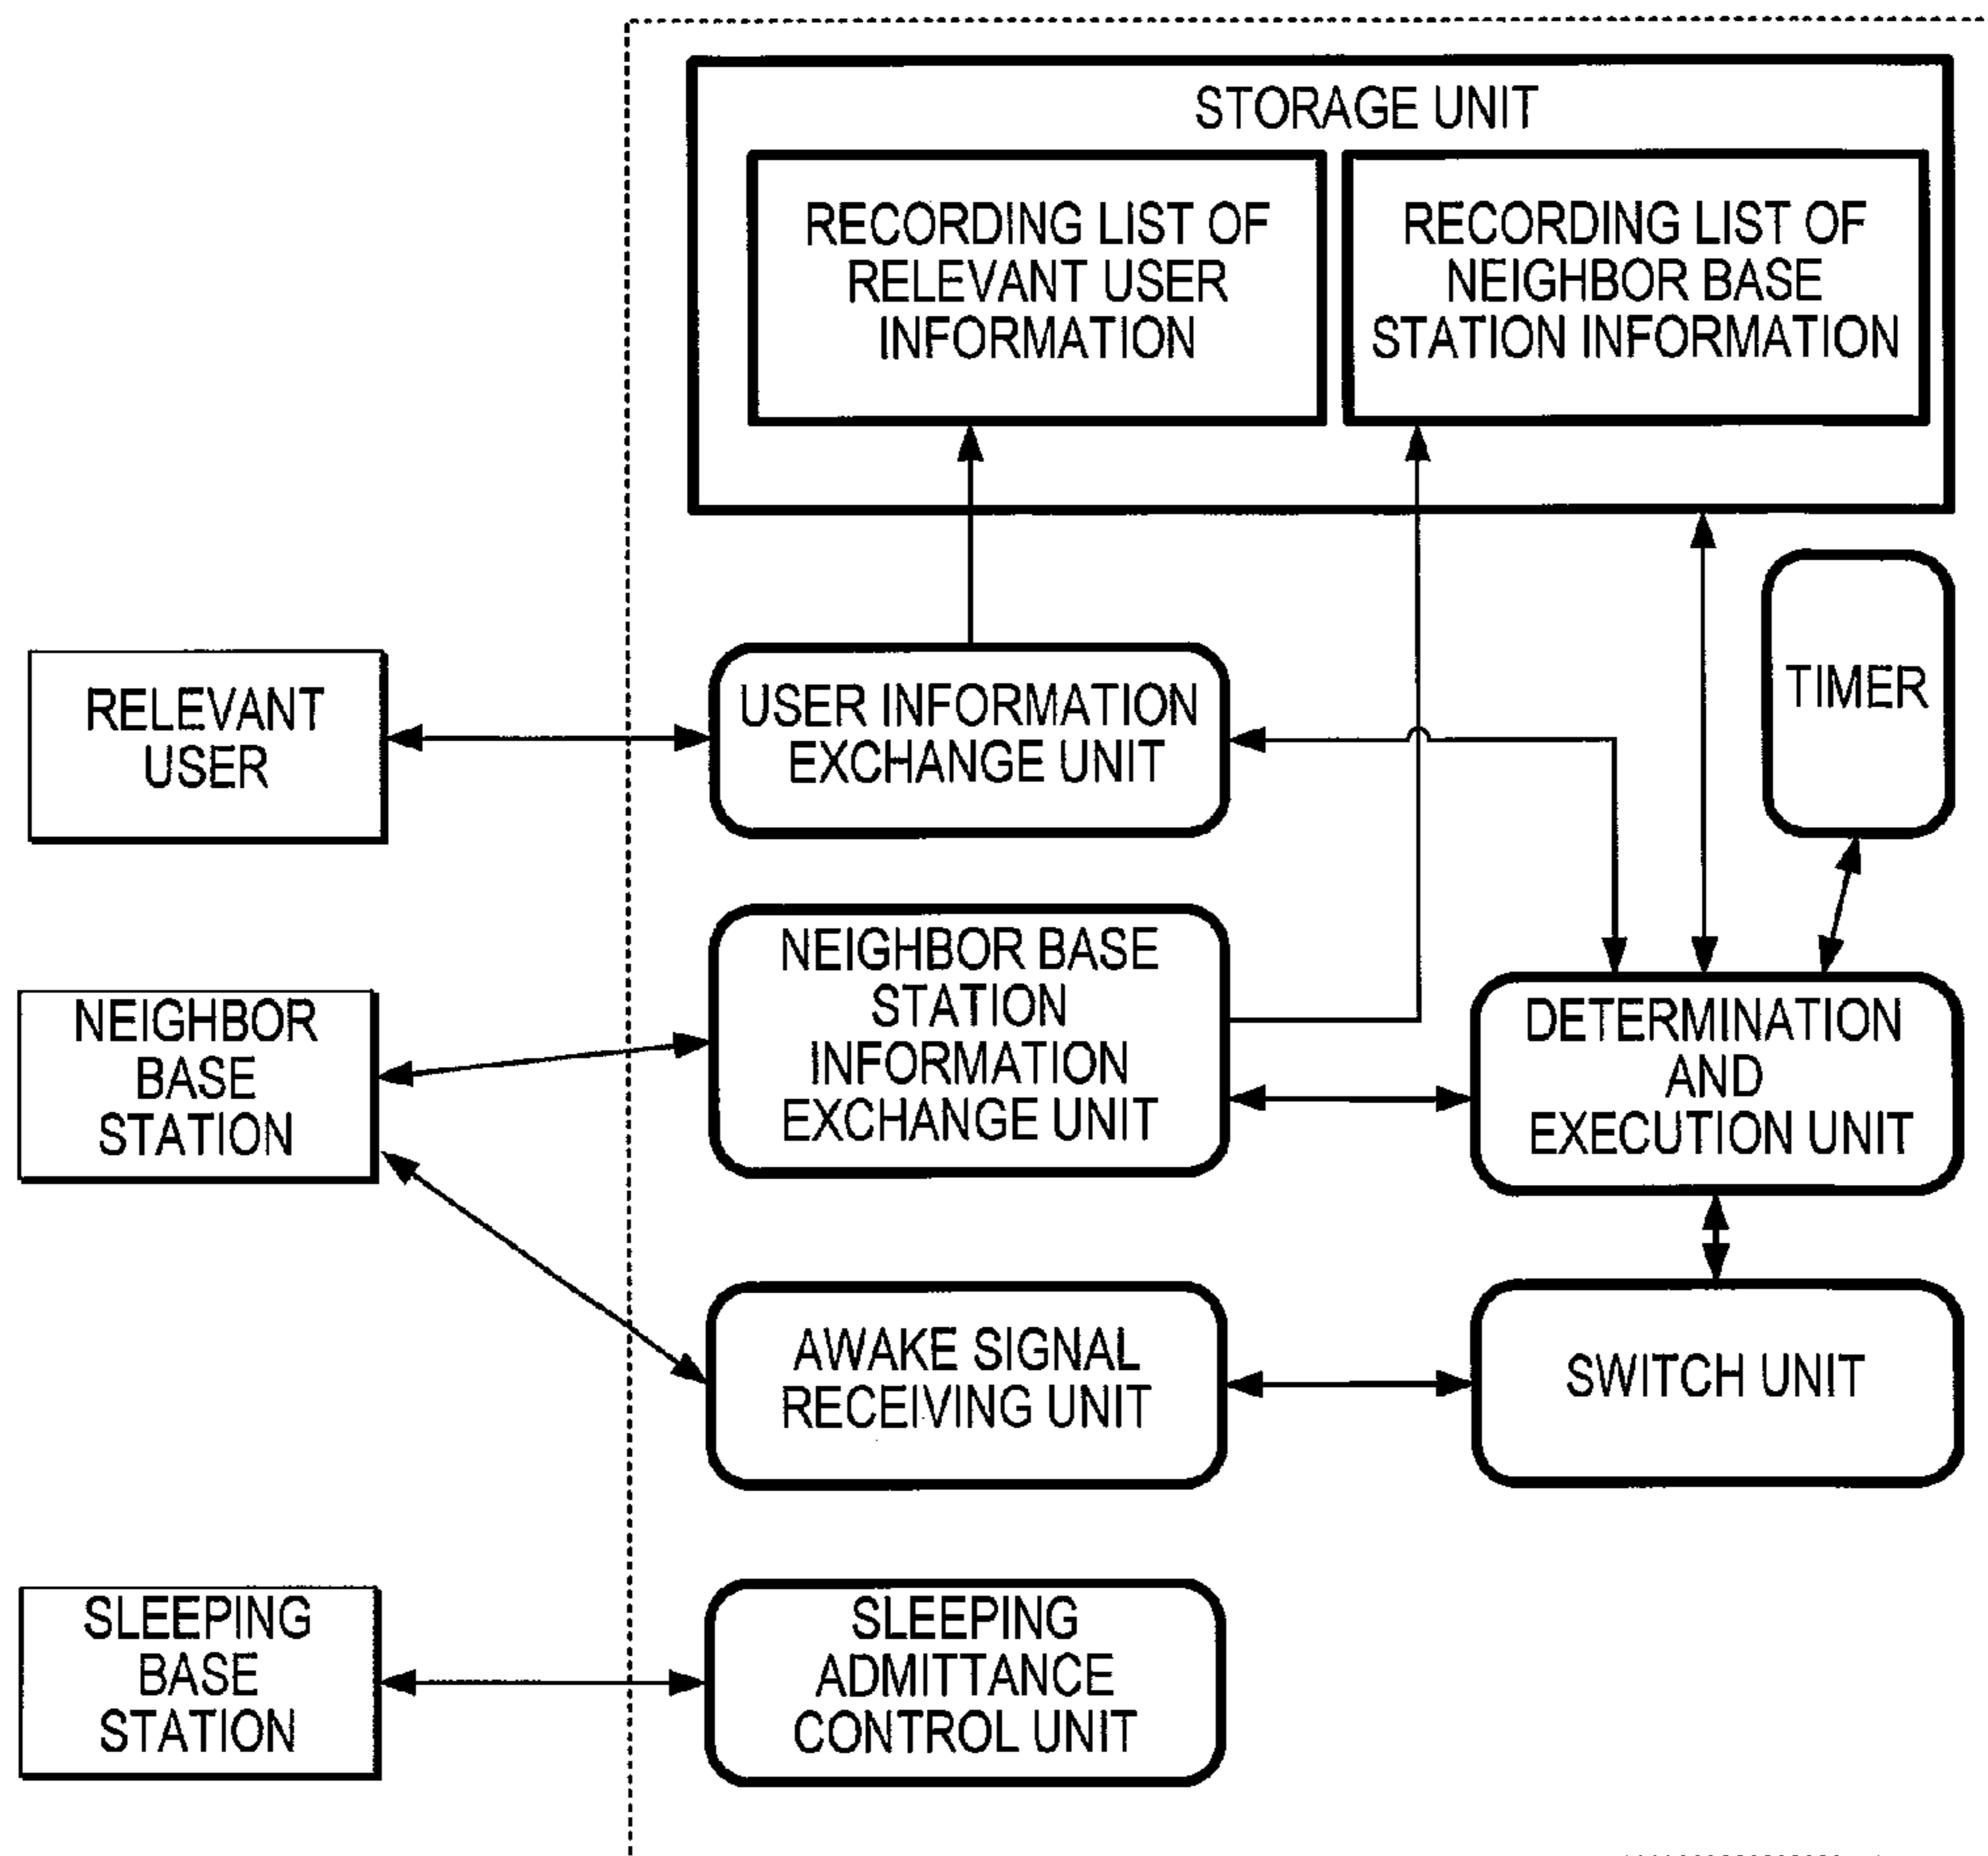 STORAGE UNIT
RECORDING LIST OF
RELEVANT USER
INFORMATION
RECORDING LIST OF
NEIGHBOR BASE
STATION INFORMATION
TIMER
RELEVANT
USER
USER INFORMATION
EXCHANGE UNIT
NEIGHBOR
BASE
STATION
NEIGHBOR BASE
STATION
INFORMATION
EXCHANGE UNIT
DETERMINATION
AND
EXECUTION UNIT
AWAKE SIGNAL
RECEIVING UNIT
SWITCH UNIT
SLEEPING
BASE
STATION
SLEEPING
ADMITTANCE
CONTROL UNIT